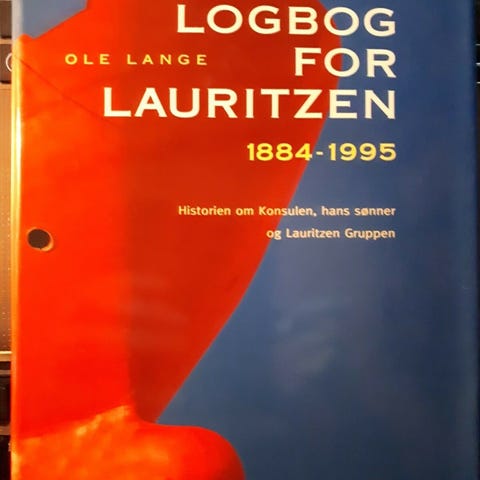 LOGBOG
OLE LANGE
FOR
LAURITZEN
1884-1995
Historien om Konsulen, hans sønner
og Lauritzen Gruppen